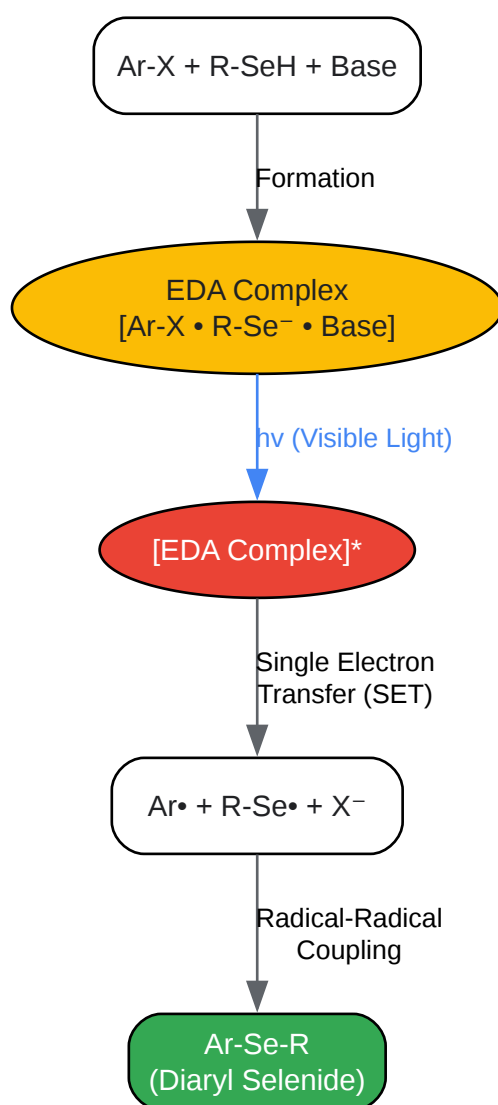 Ar-X + R-SeH + Base
Formation
EDA Complex
[Ar-X • R-Se⁻ • Base]
hν (Visible Light)
[EDA Complex]*
Single Electron
Transfer (SET)
Ar• + R-Se• + X⁻
Radical-Radical
Coupling
Ar-Se-R
(Diaryl Selenide)